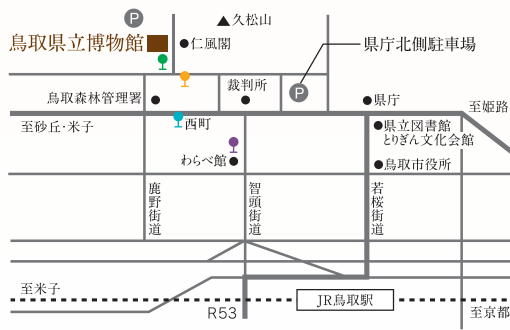 P
▲久松山
鳥取県立博物館
仁風閣
県庁北側駐車場
P
裁判所
鳥取森林管理署
県庁
至姫路
至砂丘・米子
西町
県立図書館
とりぎん文化会館
わらべ館
鳥取市役所
鹿野街道
智頭街道
若桜街道
至米子
JR鳥取駅
R53
至京都